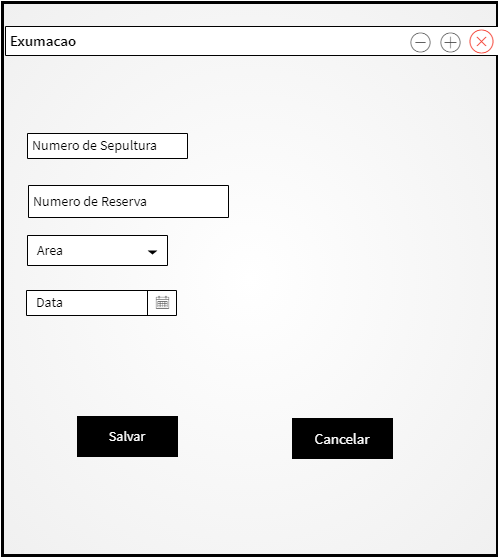 Exumacao
Numero de Sepultura
Numero de Reserva
Area
Data
Salvar
Cancelar